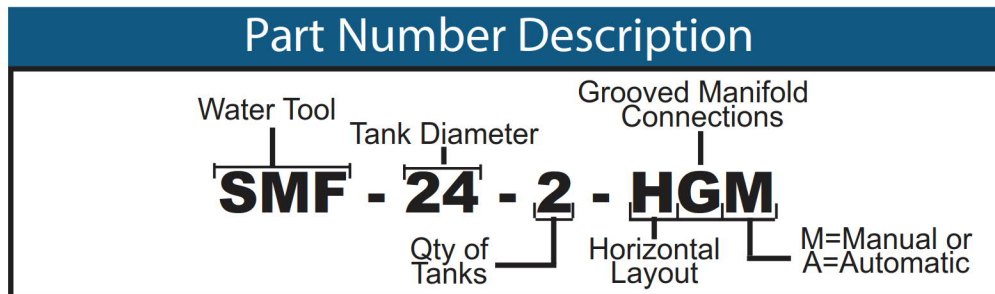 Part Number Description
Grooved Manifold
Connections
Water Tool
Tank Diameter
SMF - 24 - 2 - HGM
Qty of
Tanks
Horizontal
Layout
M=Manual or
A=Automatic